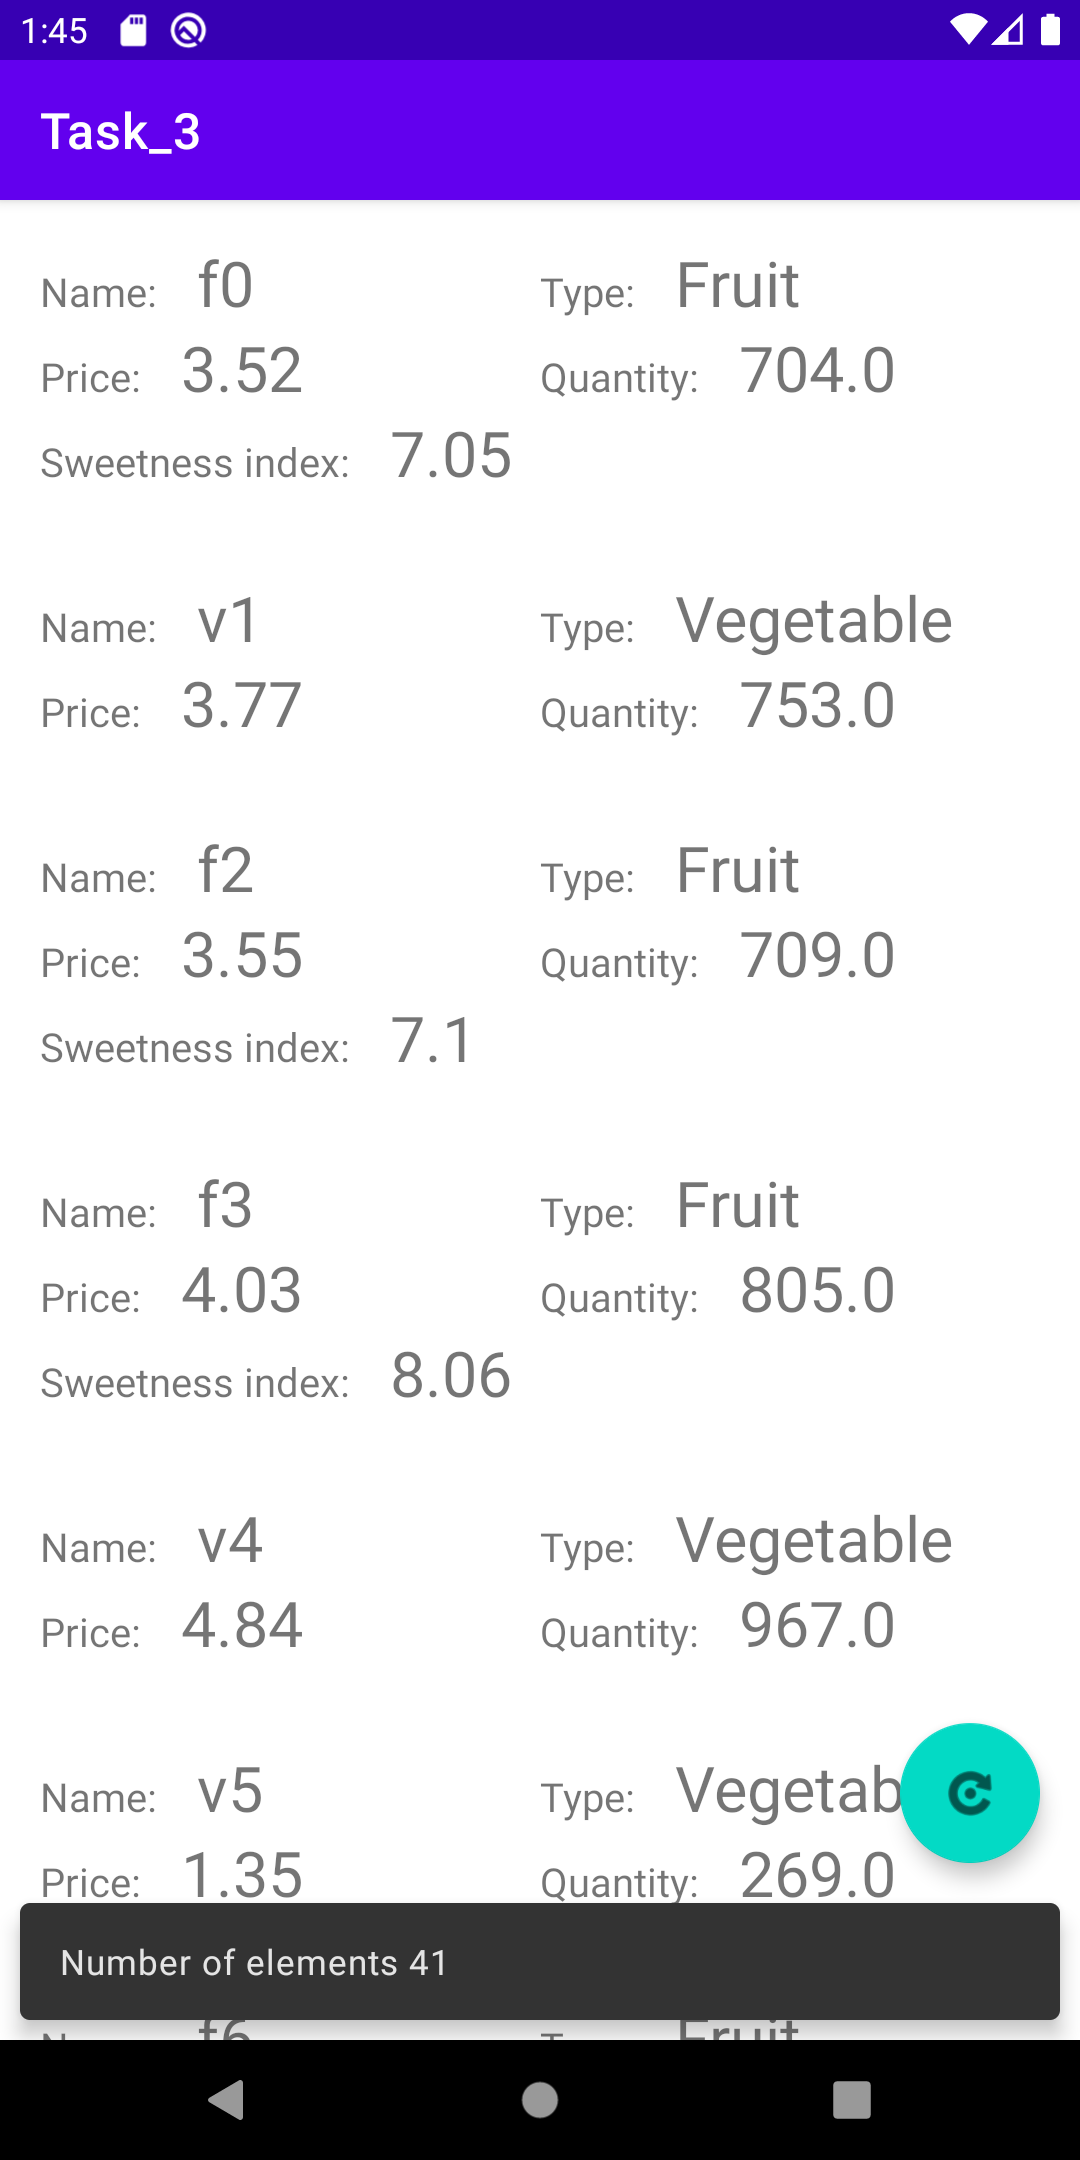 1:45
Task_3
Name: f0 Type: Fruit
Price: 3.52 Quantity: 704.0
Sweetness index: 7.05
Name: v1 Type: Vegetable
Price: 3.77 Quantity: 753.0
Name: f2 Type: Fruit
Price: 3.55 Quantity: 709.0
Sweetness index: 7.1
Name: f3 Type: Fruit
Price: 4.03 Quantity: 805.0
Sweetness index: 8.06
Name: v4 Type: Vegetable
Price: 4.84 Quantity: 967.0
Name: v5 Type: Vegetab
Price: 1.35 Quantity: 269.0
Number of elements 41
f6 Fruit